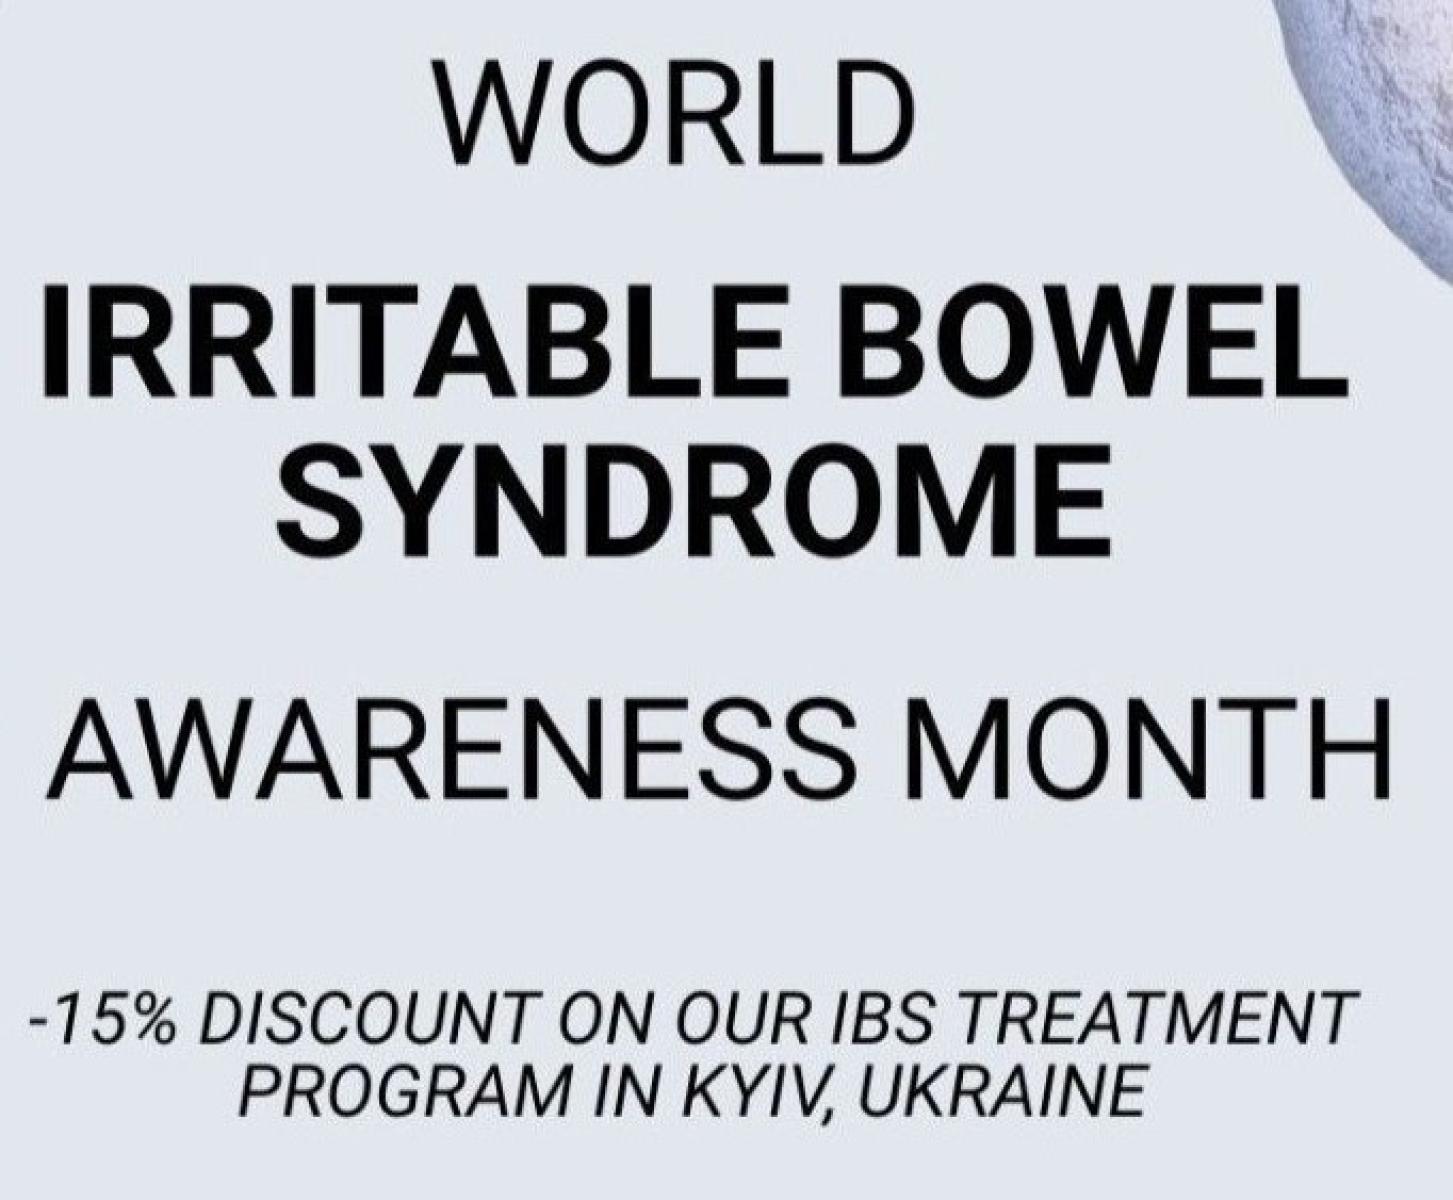 WORLD
IRRITABLE BOWEL
SYNDROME
AWARENESS MONTH
-15% DISCOUNT ON OUR IBS TREATMENT
PROGRAM IN KYIV, UKRAINE